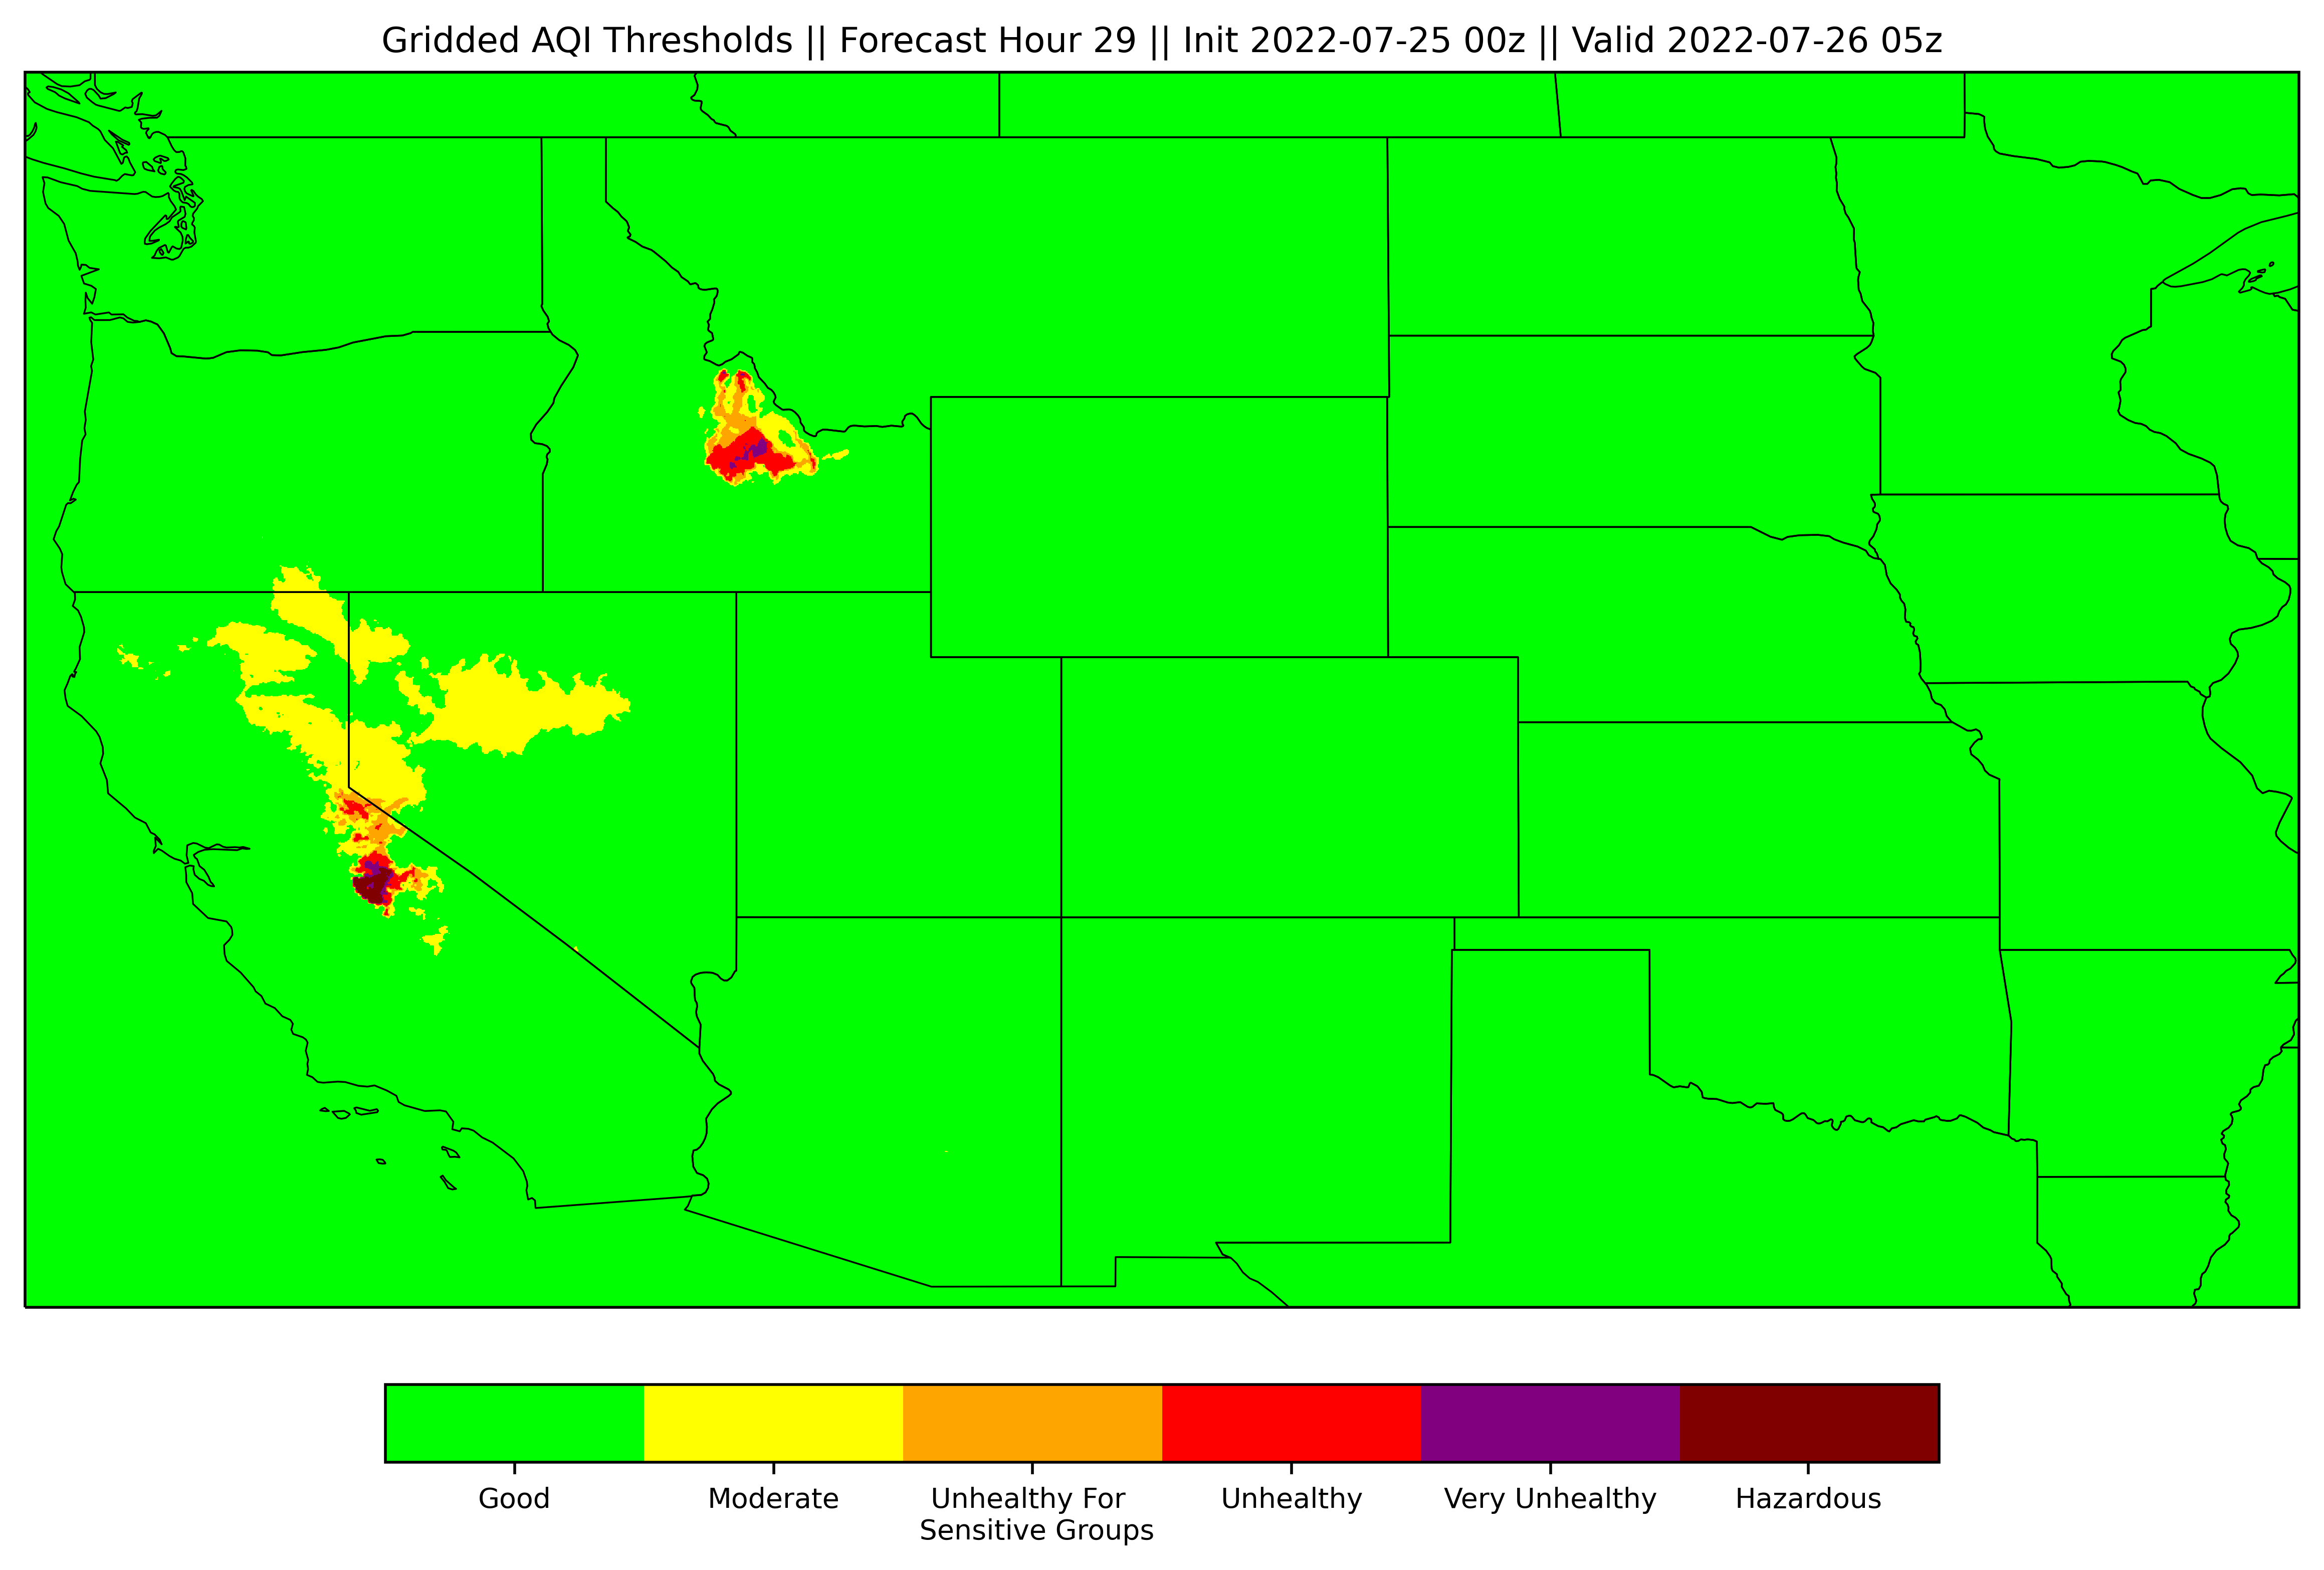 Gridded AQI Thresholds || Forecast Hour 29 || Init 2022-07-25 00z || Valid 2022-07-26 05z
Good
Moderate
Unhealthy For
Sensitive Groups
Unhealthy
Very Unhealthy
Hazardous